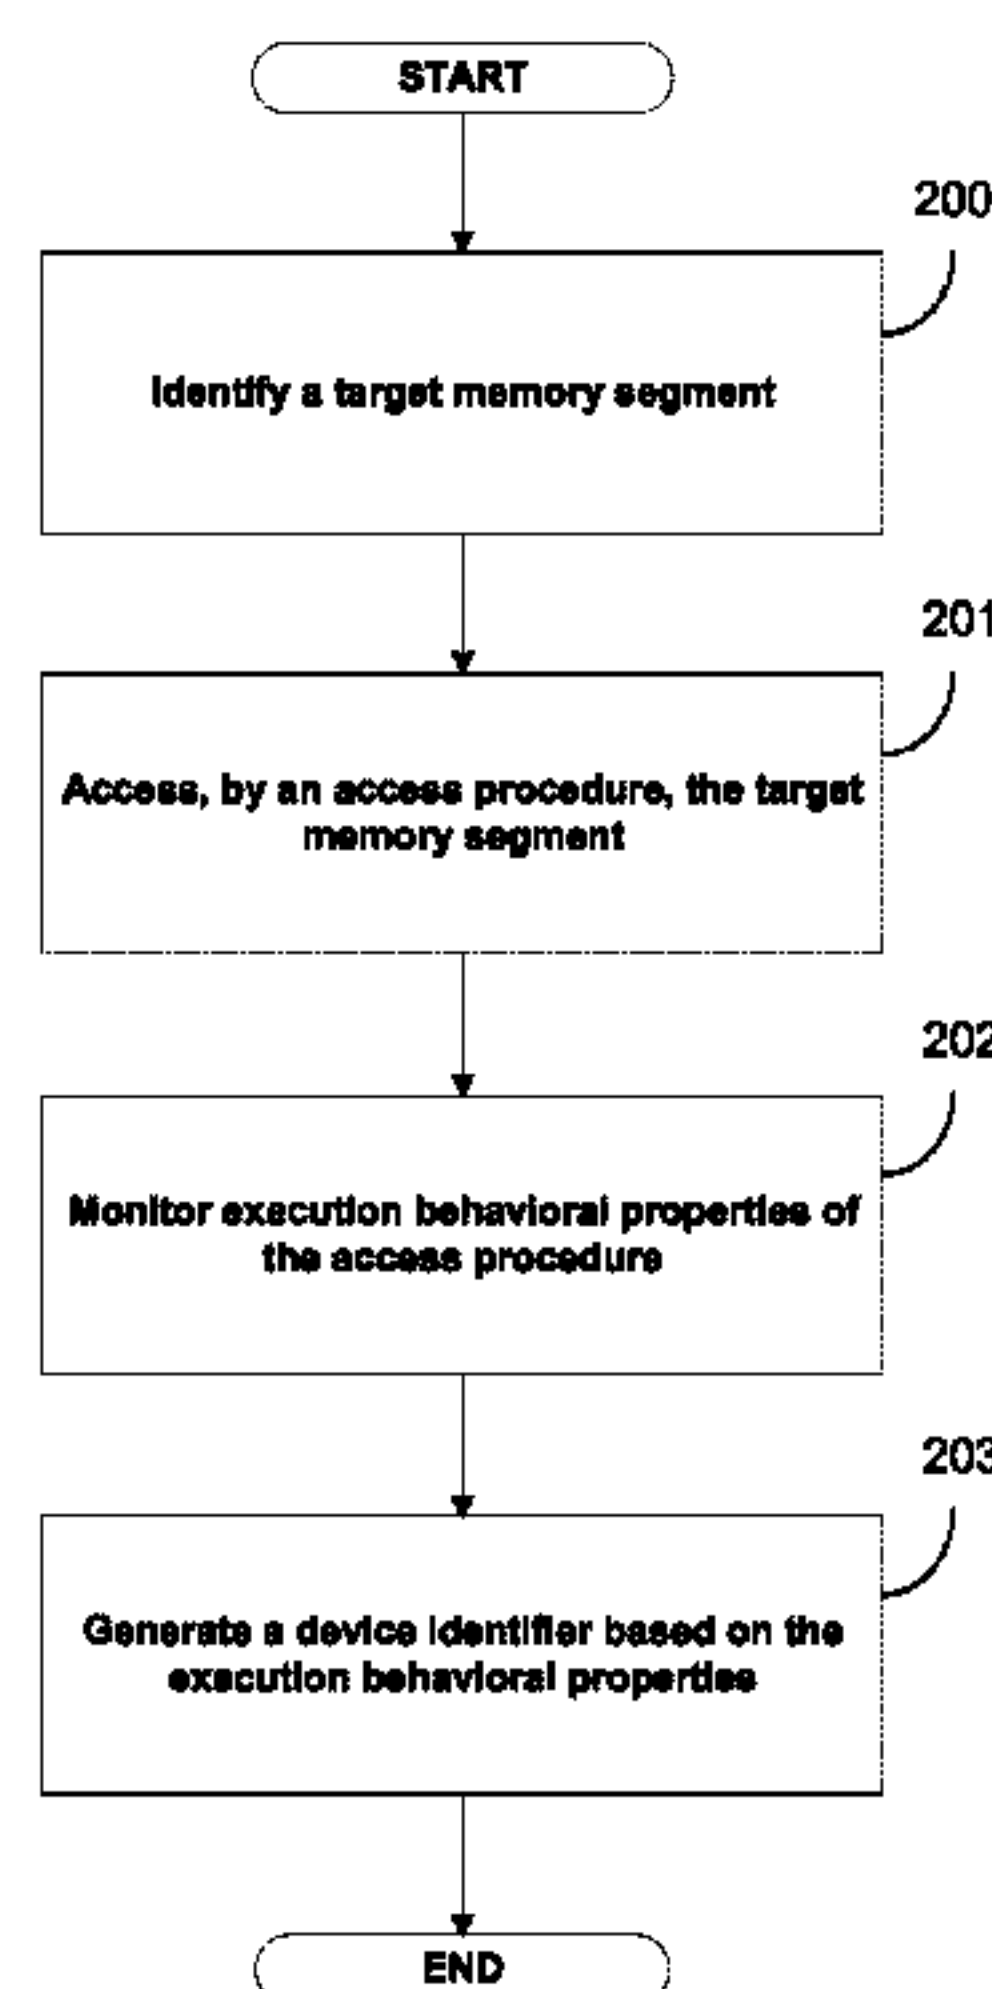 START
200
Identify a target memory segment
201
Access, by an access procedure, the target
memory segment
202
Monitor execution behavioral properties of
the access procedure
203
Generate a device identifier based on the
execution behavioral properties
END